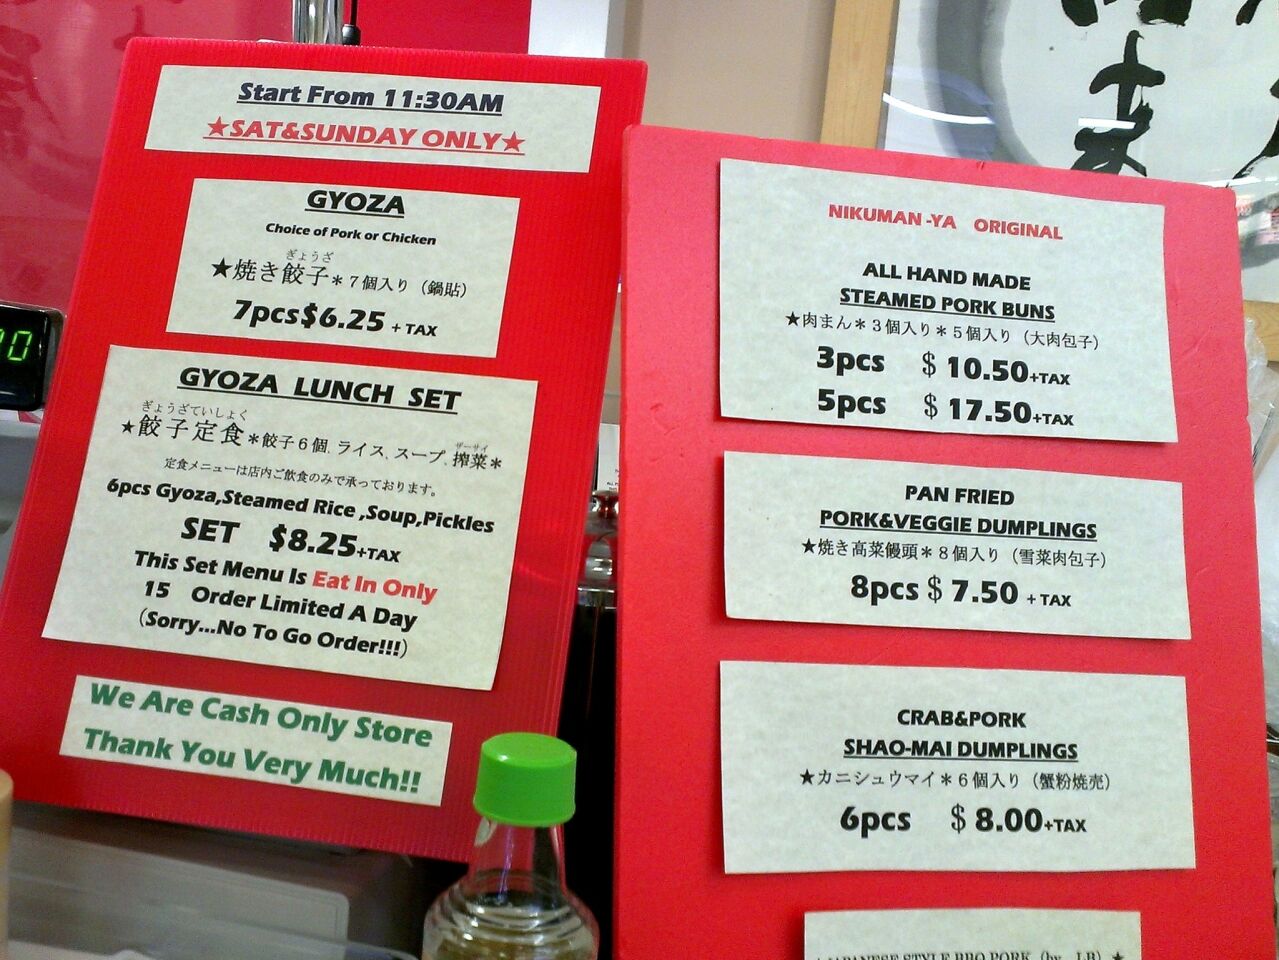 Start From 11:30AM
★SAT&SUNDAY ONLY★
GYOZA
Choice of Pork or Chicken
ぎょうざ
★焼き餃子＊７個入り（鍋貼）
7pcs$6.25 +TAX
GYOZA LUNCH SET
ぎょうざていしょく
★餃子定食＊餃子６個、ライス、スープ、搾菜＊
ザーサイ
定食メニューは店内ご飲食のみで承っております。
6pcs Gyoza,Steamed Rice ,Soup,Pickles
SET $8.25+TAX
This Set Menu Is Eat In Only
15 Order Limited A Day
(Sorry...No To Go Order!!!)
We Are Cash Only Store
Thank You Very Much!!
NIKUMAN -YA ORIGINAL
ALL HAND MADE
STEAMED PORK BUNS
★肉まん＊３個入り＊５個入り（大肉包子）
3pcs $ 10.50+TAX
5pcs $ 17.50+TAX
PAN FRIED
PORK&VEGGIE DUMPLINGS
★焼き高菜饅頭＊８個入り（雪菜肉包子）
8pcs $ 7.50 +TAX
CRAB&PORK
SHAO-MAI DUMPLINGS
★カニシュウマイ＊６個入り（蟹粉焼売）
6pcs $ 8.00+TAX
JAPANESE STYLE BBQ PORK (by LB) ★